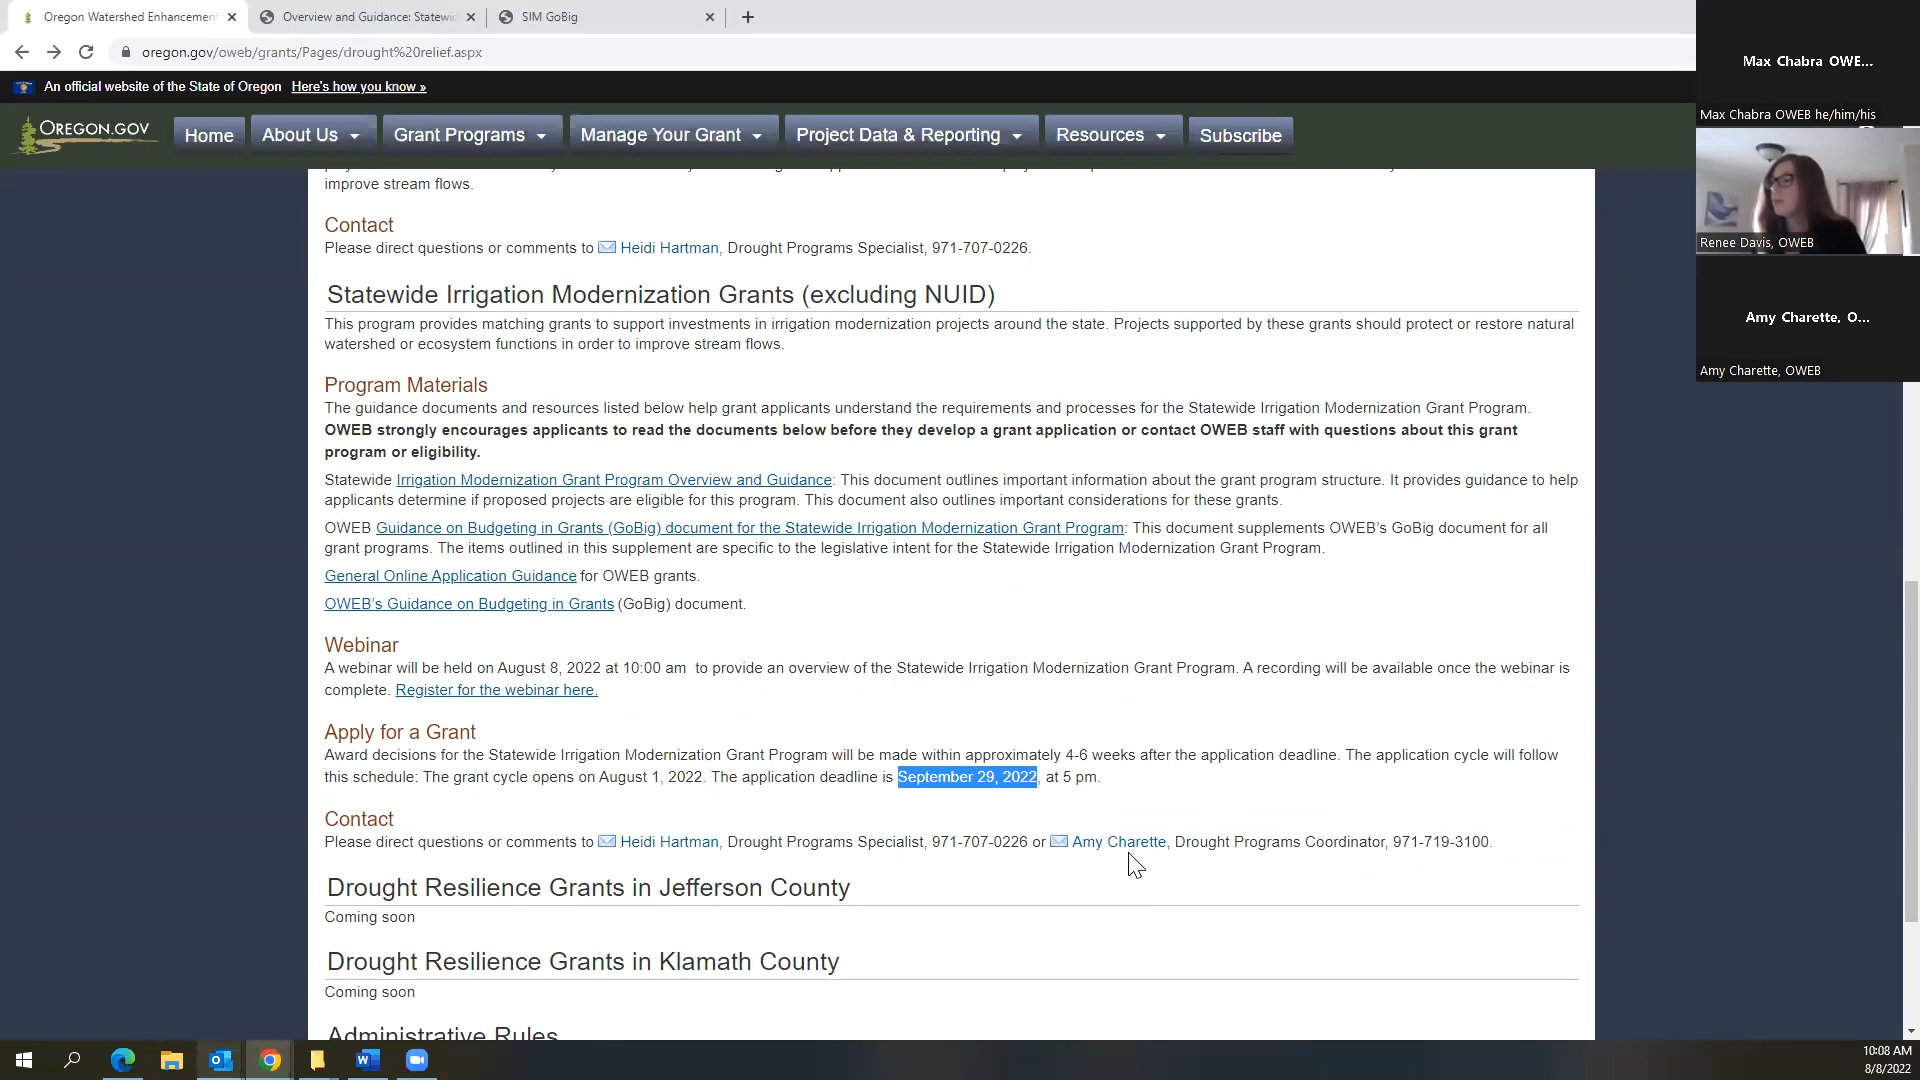 Oregon Watershed Enhancement
Overview and Guidance: Statewid
SIM GoBig
oregon.gov/oweb/grants/Pages/drought%20relief.aspx
An official website of the State of Oregon Here's how you know »
OREGON.GOV
Home
About Us
Grant Programs
Manage Your Grant
Project Data & Reporting
Resources
Subscribe
improve stream flows.
Contact
Please direct questions or comments to Heidi Hartman, Drought Programs Specialist, 971-707-0226.
Statewide Irrigation Modernization Grants (excluding NUID)
This program provides matching grants to support investments in irrigation modernization projects around the state. Projects supported by these grants should protect or restore natural
watershed or ecosystem functions in order to improve stream flows.
Program Materials
The guidance documents and resources listed below help grant applicants understand the requirements and processes for the Statewide Irrigation Modernization Grant Program.
OWEB strongly encourages applicants to read the documents below before they develop a grant application or contact OWEB staff with questions about this grant
program or eligibility.
Statewide Irrigation Modernization Grant Program Overview and Guidance: This document outlines important information about the grant program structure. It provides guidance to help
applicants determine if proposed projects are eligible for this program. This document also outlines important considerations for these grants.
OWEB Guidance on Budgeting in Grants (GoBig) document for the Statewide Irrigation Modernization Grant Program: This document supplements OWEB's GoBig document for all
grant programs. The items outlined in this supplement are specific to the legislative intent for the Statewide Irrigation Modernization Grant Program.
General Online Application Guidance for OWEB grants.
OWEB's Guidance on Budgeting in Grants (GoBig) document.
Webinar
A webinar will be held on August 8, 2022 at 10:00 am to provide an overview of the Statewide Irrigation Modernization Grant Program. A recording will be available once the webinar is
complete. Register for the webinar here.
Apply for a Grant
Award decisions for the Statewide Irrigation Modernization Grant Program will be made within approximately 4-6 weeks after the application deadline. The application cycle will follow
this schedule: The grant cycle opens on August 1, 2022. The application deadline is September 29, 2022, at 5 pm.
Contact
Please direct questions or comments to Heidi Hartman, Drought Programs Specialist, 971-707-0226 or Amy Charette, Drought Programs Coordinator, 971-719-3100.
Drought Resilience Grants in Jefferson County
Coming soon
Drought Resilience Grants in Klamath County
Coming soon
Administrative Rules
Max Chabra OWE...
Max Chabra OWEB he/him/his
Renee Davis, OWEB
Amy Charette, O...
Amy Charette, OWEB
10:08 AM
8/8/2022